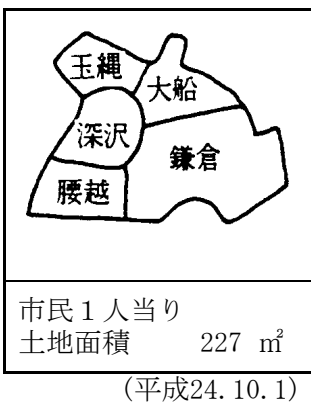 玉縄
大船
深沢
鎌倉
腰越
市民１人当り
土地面積 227 ㎡
(平成24.10.1)